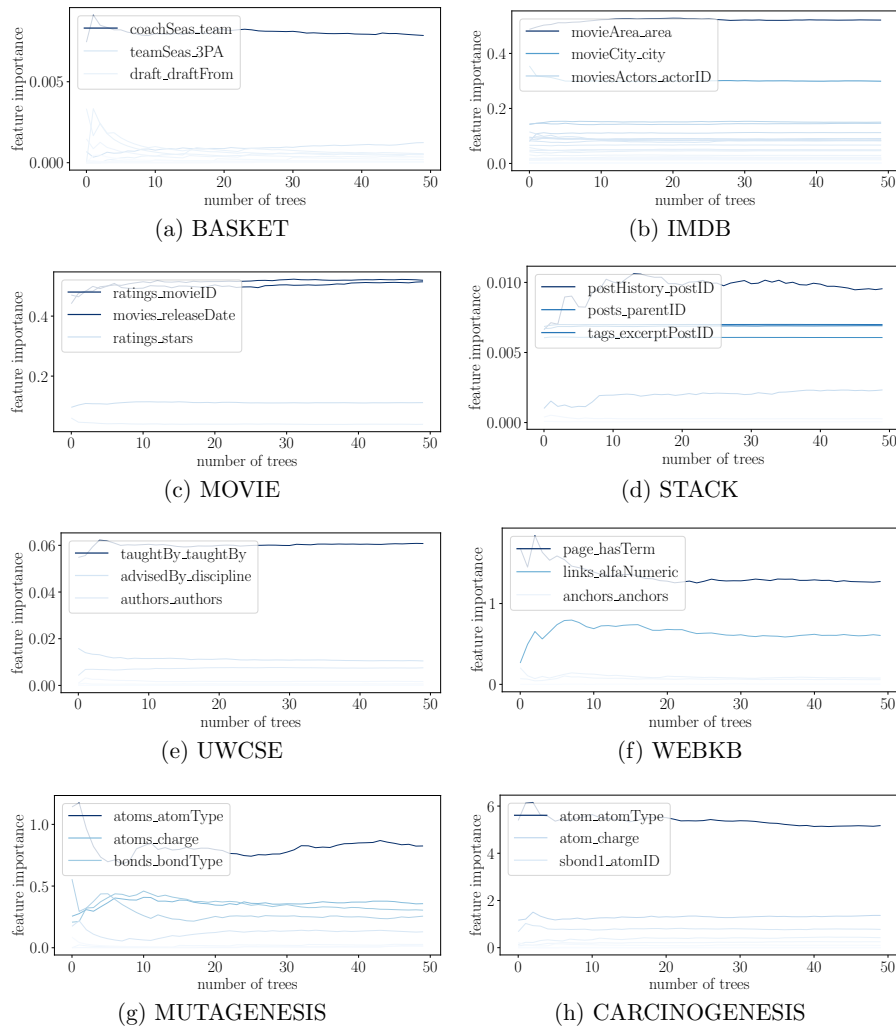 coachSeas_team
teamSeas_3PA
draft_draftFrom
feature importance
0.005
0.000
0 10 20 30 40 50
number of trees
(a) BASKET
movieArea_area
movieCity_city
moviesActors_actorID
feature importance
0.4
0.2
0.0
0 10 20 30 40 50
number of trees
(b) IMDB
ratings_movieID
movies_releaseDate
ratings_stars
feature importance
0.4
0.2
0 10 20 30 40 50
number of trees
(c) MOVIE
postHistory_postID
posts_parentID
tags_excerptPostID
feature importance
0.010
0.005
0.000
0 10 20 30 40 50
number of trees
(d) STACK
taughtBy_taughtBy
advisedBy_discipline
authors_authors
feature importance
0.06
0.04
0.02
0.00
0 10 20 30 40 50
number of trees
(e) UWCSE
page_hasTerm
links_alfaNumeric
anchors_anchors
feature importance
1
0
0 10 20 30 40 50
number of trees
(f) WEBKB
atoms_atomType
atoms_charge
bonds_bondType
feature importance
1.0
0.5
0.0
0 10 20 30 40 50
number of trees
(g) MUTAGENESIS
atom_atomType
atom_charge
sbond1_atomID
feature importance
6
4
2
0
0 10 20 30 40 50
number of trees
(h) CARCINOGENESIS